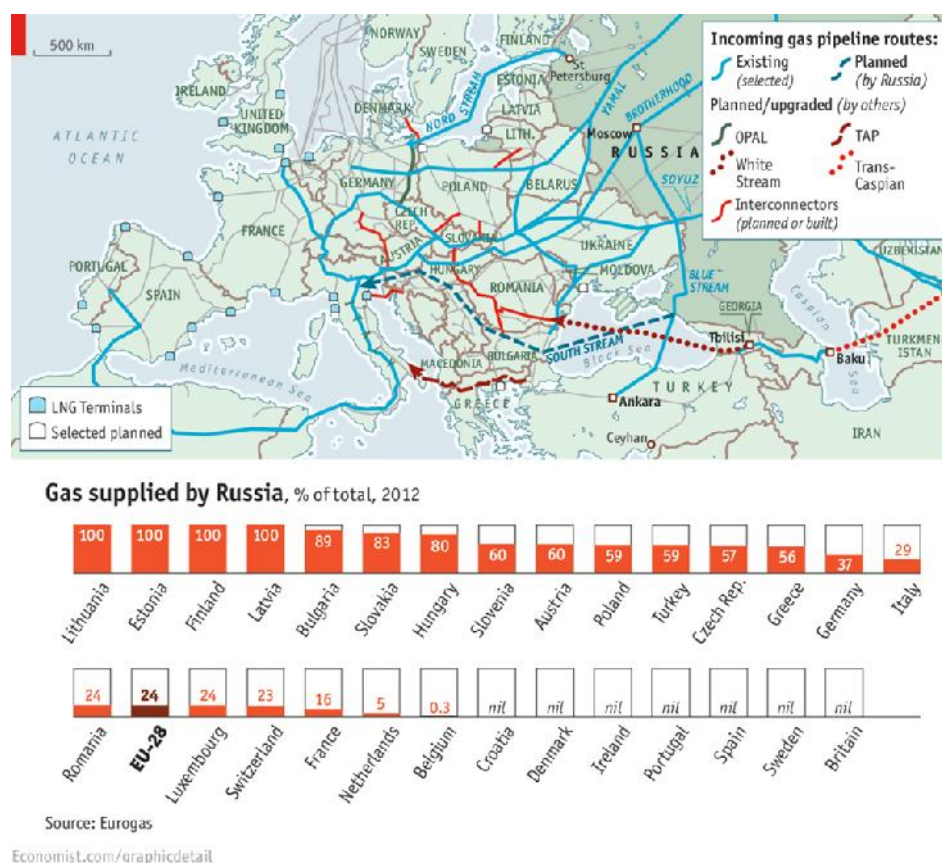 500 km
NORWAY
SWEDEN
FINLAND
St
Petersburg
ESTONIA
LATVIA
LITH.
IRELAND
UNITED
KINGDOM
DENMARK
NORD STREAM
YAMAL
BROTHERHOOD
Moscow
RUSSIA
ATLANTIC
OCEAN
GERMANY
POLAND
BELARUS
SOYUZ
CZECH
REP.
FRANCE
AUSTRIA
SLOVAKIA
UKRAINE
HUNGARY
MOLDOVA
ROMANIA
BLUE
STREAM
PORTUGAL
SPAIN
GEORGIA
Caspian
Sea
UZBEKISTAN
TURKMEN-
ISTAN
Tbilisi
Baku
SOUTH STREAM
Black Sea
MACEDONIA
BULGARIA
Mediterranean Sea
GREECE
TURKEY
Ankara
Ceyhan
IRAN
Incoming gas pipeline routes:
Existing
(selected)
Planned
(by Russia)
Planned/upgraded (by others)
OPAL
TAP
White
Stream
Trans-
Caspian
Interconnectors
(planned or built)
LNG Terminals
Selected planned
Gas supplied by Russia, % of total, 2012
100 100 100 100 89 83 80 60 60 59 59 57 56 37 29
Lithuania Estonia Finland Latvia Bulgaria Slovakia Hungary Slovenia Austria Poland Turkey Czech Rep. Greece Germany Italy
24 24 24 23 16 5 0.3 nil nil nil nil nil nil nil
Romania EU-28 Luxembourg Switzerland France Netherlands Belgium Croatia Denmark Ireland Portugal Spain Sweden Britain
Source: Eurogas
Economist.com/graphicdetail